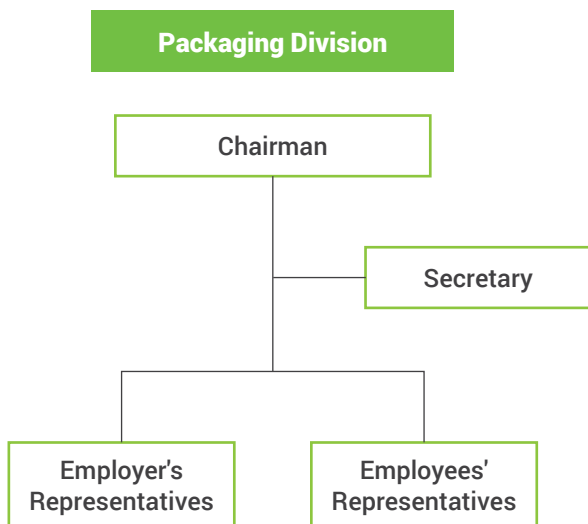 Packaging Division
Chairman
Secretary
Employer's
Representatives
Employees'
Representatives